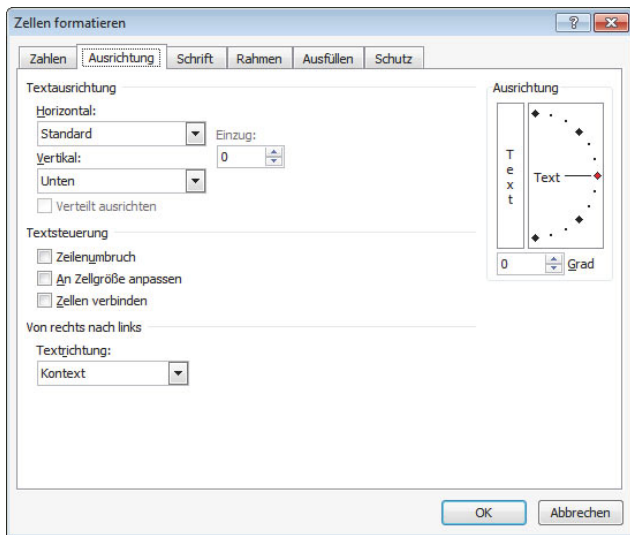 Zellen formatieren
Zahlen Ausrichtung Schrift Rahmen Ausfüllen Schutz
Textausrichtung
Horizontal:
Standard
Einzug:
0
Vertikal:
Unten
Verteilt ausrichten
Textsteuerung
Zeilenumbruch
An Zellgröße anpassen
Zellen verbinden
Von rechts nach links
Textrichtung:
Kontext
Ausrichtung
Text
Text
0 Grad
OK Abbrechen